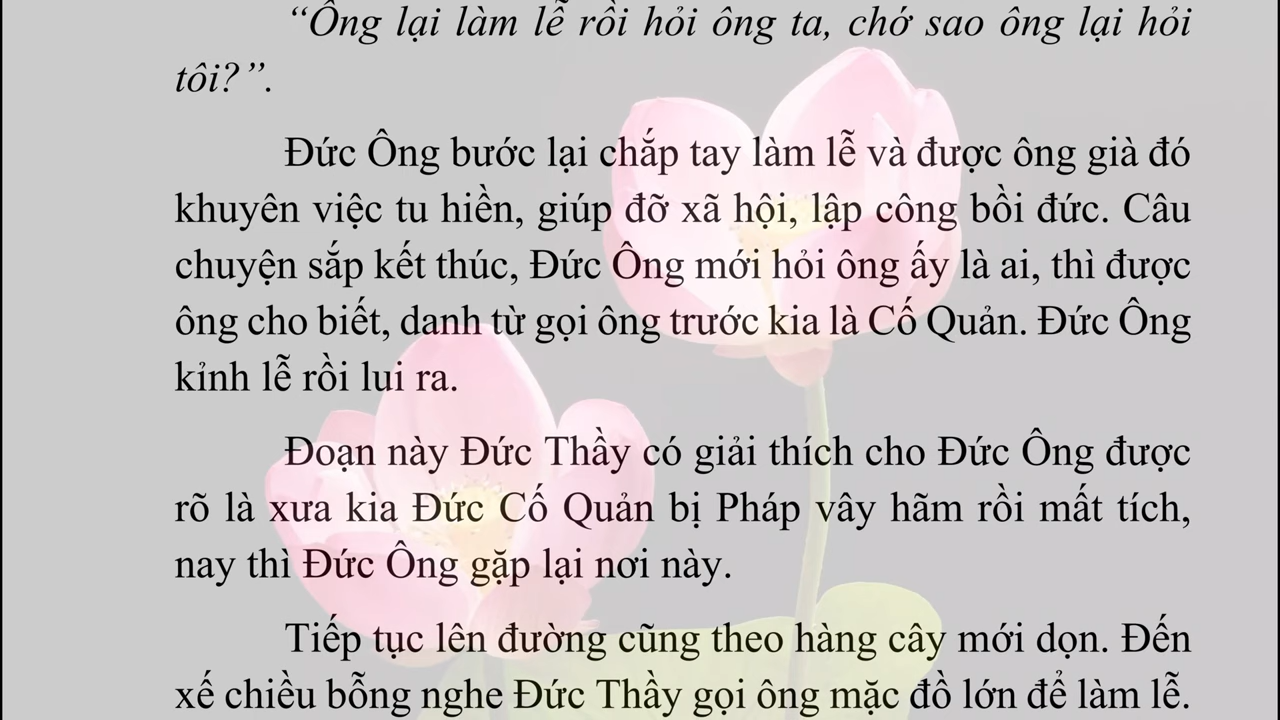 “Ông lại làm lễ rồi hỏi ông ta, chớ sao ông lại hỏi
tôi?”.
Đức Ông bước lại chắp tay làm lễ và được ông già đó
khuyên việc tu hiền, giúp đỡ xã hội, lập công bồi đức. Câu
chuyện sắp kết thúc, Đức Ông mới hỏi ông ấy là ai, thì được
ông cho biết, danh từ gọi ông trước kia là Cố Quản. Đức Ông
kỉnh lễ rồi lui ra.
Đoạn này Đức Thầy có giải thích cho Đức Ông được
rõ là xưa kia Đức Cố Quản bị Pháp vây hãm rồi mất tích,
nay thì Đức Ông gặp lại nơi này.
Tiếp tục lên đường cũng theo hàng cây mới dọn. Đến
xế chiều bỗng nghe Đức Thầy gọi ông mặc đồ lớn để làm lễ.